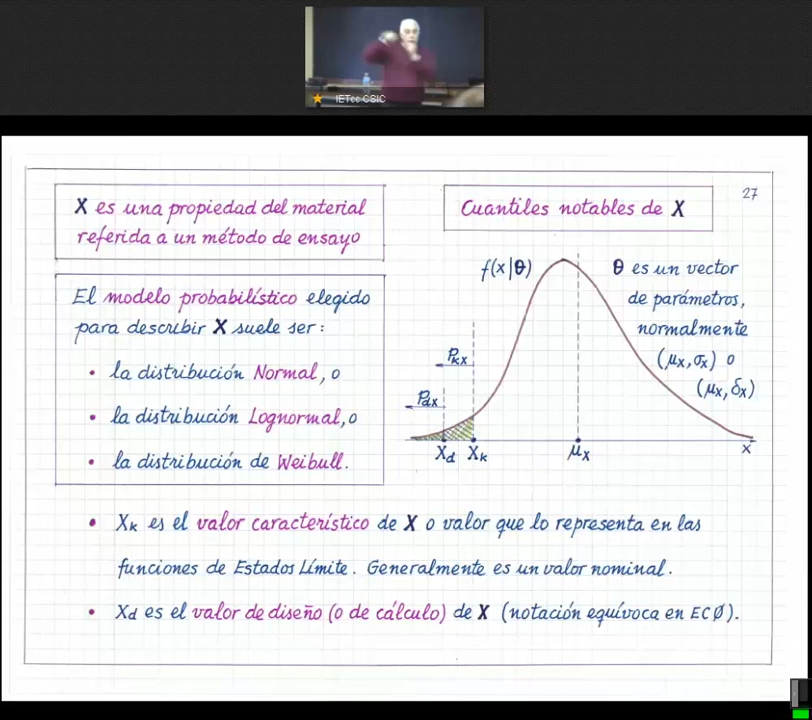 IETcc-CSIC
27
X es una propiedad del material
referida a un método de ensayo
El modelo probabilístico elegido
para describir X suele ser:
• la distribución Normal, o
• la distribución Lognormal, o
• la distribución de Weibull.
Cuantiles notables de X
f(x|θ)
θ es un vector
de parámetros,
normalmente
(μx, σx) o
(μx, δx)
Pkx
Pdx
Xd Xk μx x
• Xk es el valor característico de X o valor que lo representa en las
funciones de Estados Límite. Generalmente es un valor nominal.
• Xd es el valor de diseño (o de cálculo) de X (notación equívoca en ECØ).